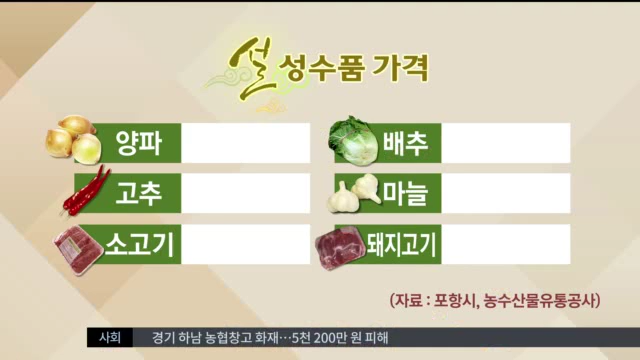 설 성수품 가격
양파
배추
고추
마늘
소고기
돼지고기
(자료 : 포항시, 농수산물유통공사)
사회 경기 하남 농협창고 화재…5천 200만 원 피해